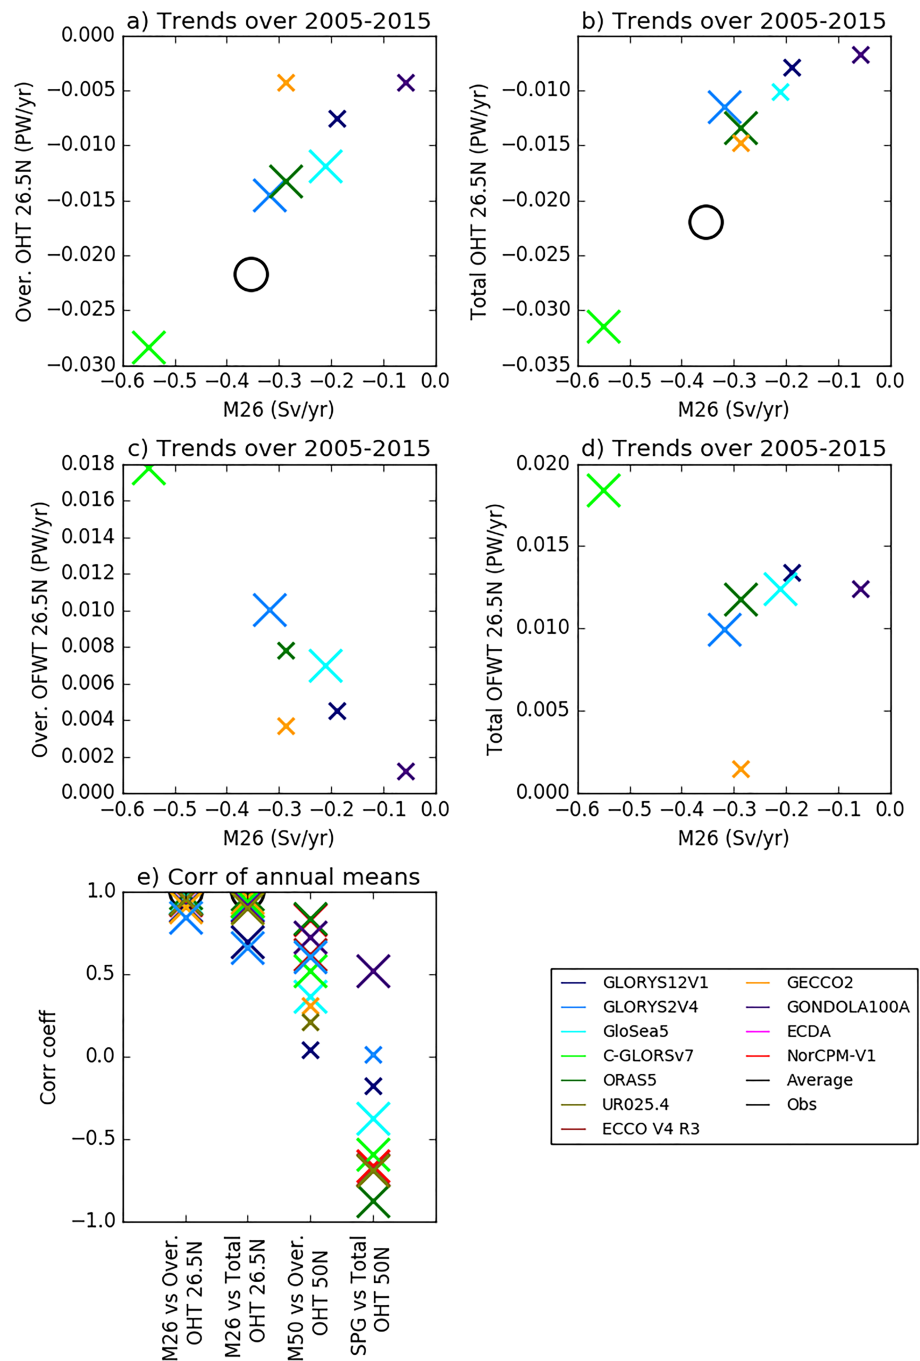 a) Trends over 2005-2015
Over. OHT 26.5N (PW/yr)
0.000
−0.005
−0.010
−0.015
−0.020
−0.025
−0.030
−0.6 −0.5 −0.4 −0.3 −0.2 −0.1 0.0
M26 (Sv/yr)
b) Trends over 2005-2015
Total OHT 26.5N (PW/yr)
−0.010
−0.015
−0.020
−0.025
−0.030
−0.035
−0.6 −0.5 −0.4 −0.3 −0.2 −0.1 0.0
M26 (Sv/yr)
c) Trends over 2005-2015
Over. OFWT 26.5N (PW/yr)
0.018
0.016
0.014
0.012
0.010
0.008
0.006
0.004
0.002
0.000
−0.6 −0.5 −0.4 −0.3 −0.2 −0.1 0.0
M26 (Sv/yr)
d) Trends over 2005-2015
Total OFWT 26.5N (PW/yr)
0.020
0.015
0.010
0.005
0.000
−0.6 −0.5 −0.4 −0.3 −0.2 −0.1 0.0
M26 (Sv/yr)
e) Corr of annual means
Corr coeff
1.0
0.5
0.0
−0.5
−1.0
M26 vs Over.
OHT 26.5N
M26 vs Total
OHT 26.5N
M50 vs Over.
OHT 50N
SPG vs Total
OHT 50N
GLORYS12V1
GLORYS2V4
GloSea5
C-GLORSv7
ORAS5
UR025.4
ECCO V4 R3
GECCO2
GONDOLA100A
ECDA
NorCPM-V1
Average
Obs